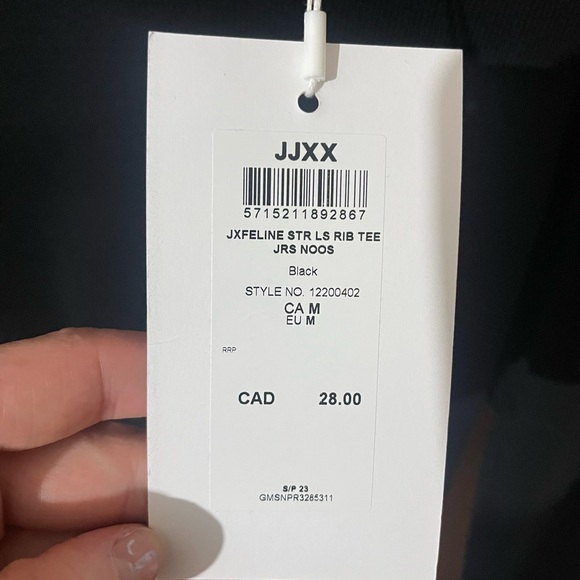 JJXX
5715211892867
JXFELINE STR LS RIB TEE
JRS NOOS
Black
STYLE NO. 12200402
CA M
EU M
RRP
CAD 28.00
S/P 23
GMSNPR3285311